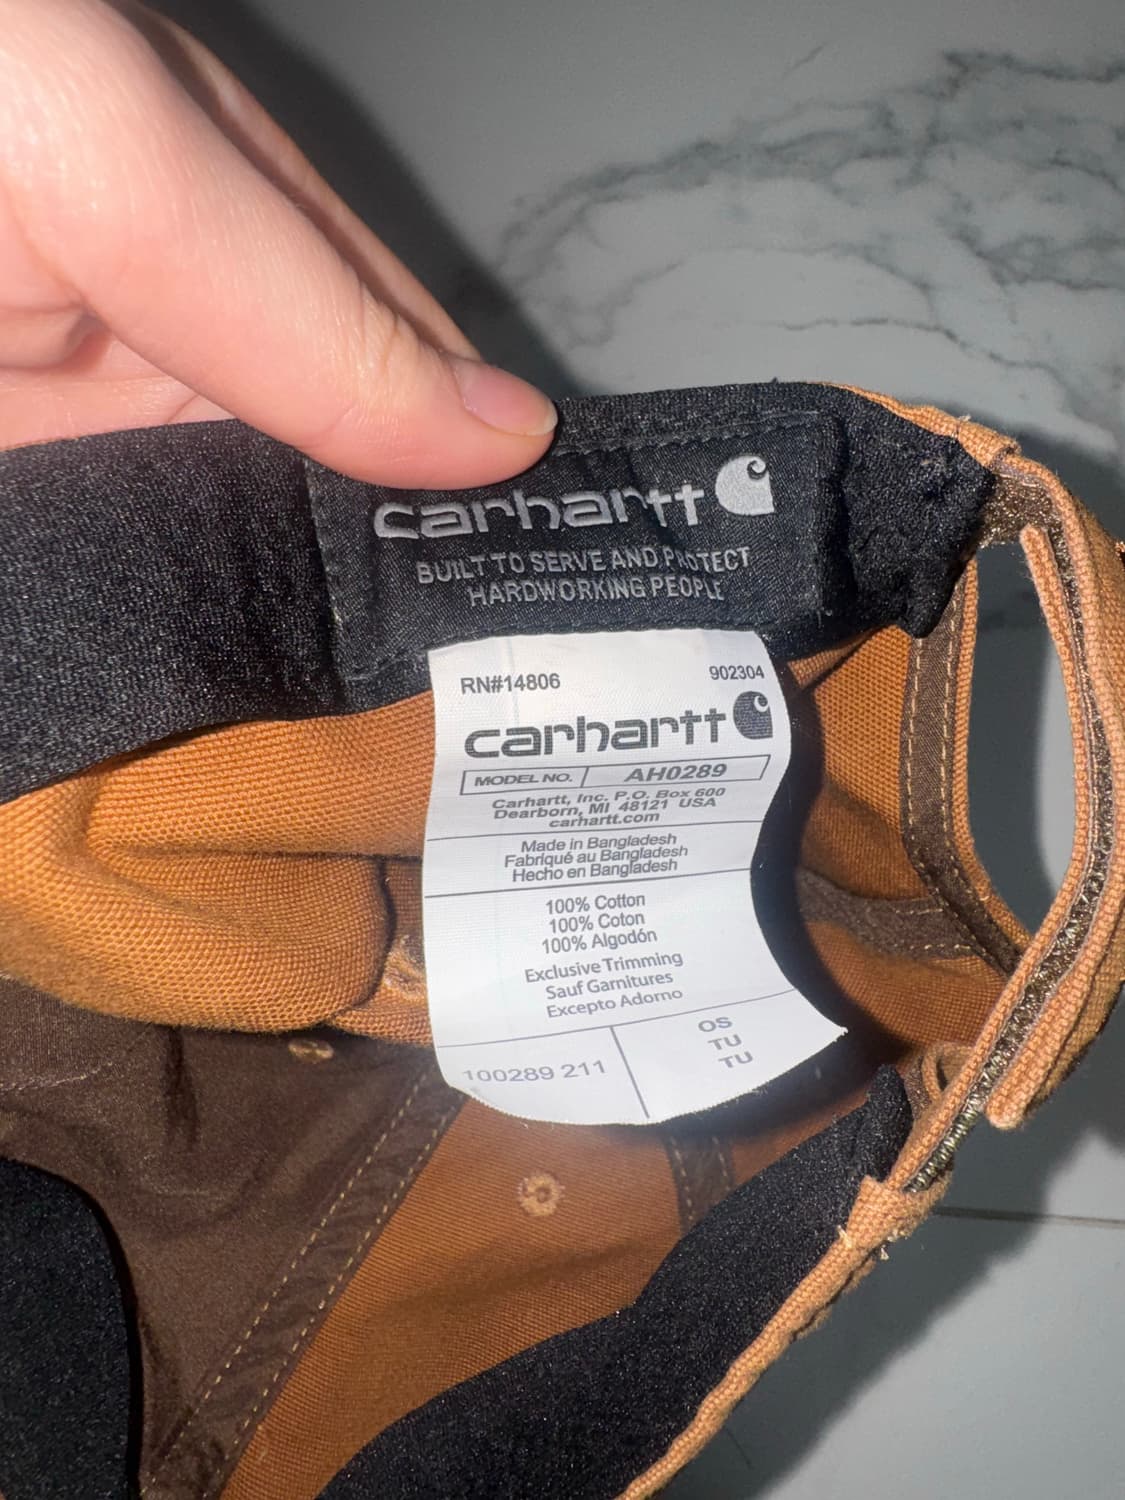 carhartt
BUILT TO SERVE AND PROTECT
HARDWORKING PEOPLE
RN#14806 902304
carhartt
MODEL NO. AH0289
Carhartt, Inc. P.O. Box 600
Dearborn, MI 48121 USA
carhartt.com
Made in Bangladesh
Fabriqué au Bangladesh
Hecho en Bangladesh
100% Cotton
100% Coton
100% Algodón
Exclusive Trimming
Sauf Garnitures
Excepto Adorno
100289 211
OS
TU
TU